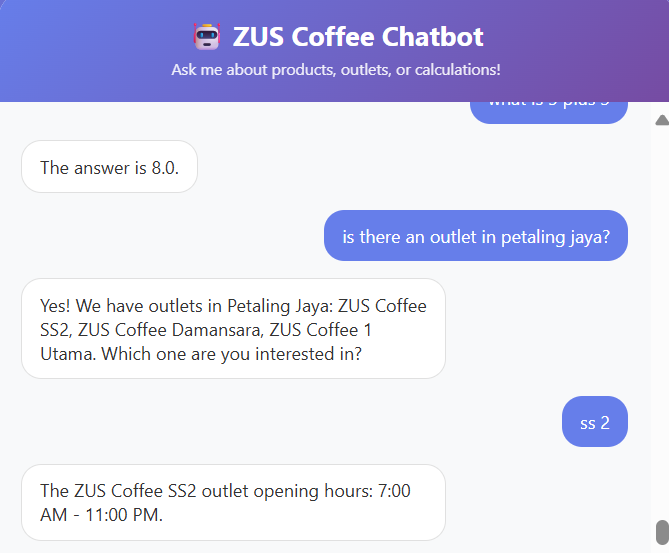 ZUS Coffee Chatbot
Ask me about products, outlets, or calculations!
The answer is 8.0.
is there an outlet in petaling jaya?
Yes! We have outlets in Petaling Jaya: ZUS Coffee
SS2, ZUS Coffee Damansara, ZUS Coffee 1
Utama. Which one are you interested in?
ss 2
The ZUS Coffee SS2 outlet opening hours: 7:00
AM - 11:00 PM.